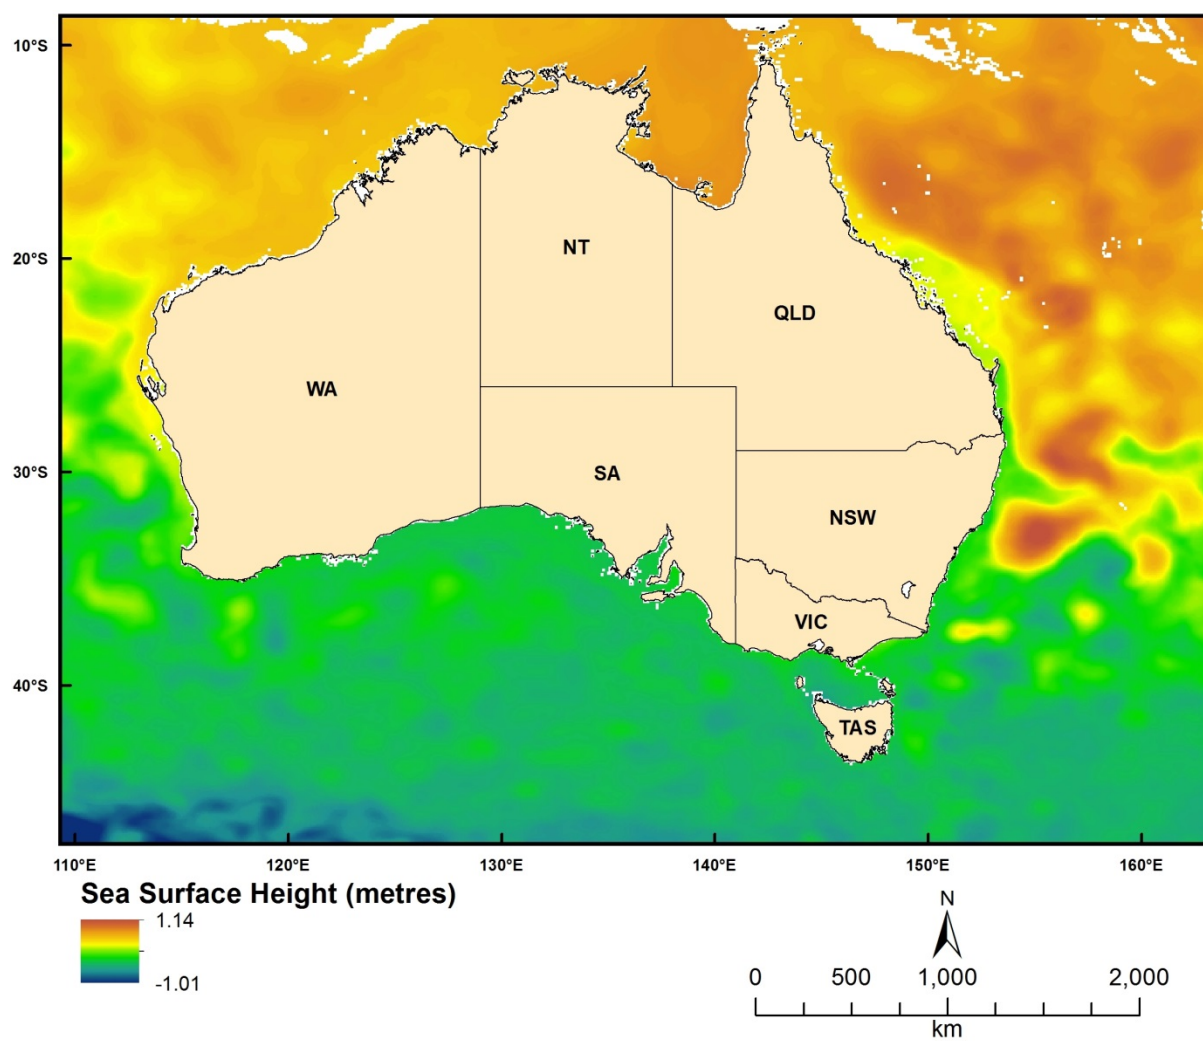 10°S
20°S
30°S
40°S
NT
QLD
WA
SA
NSW
VIC
TAS
110°E 120°E 130°E 140°E 150°E 160°E
Sea Surface Height (metres)
1.14
-1.01
N
0 500 1,000 2,000
km